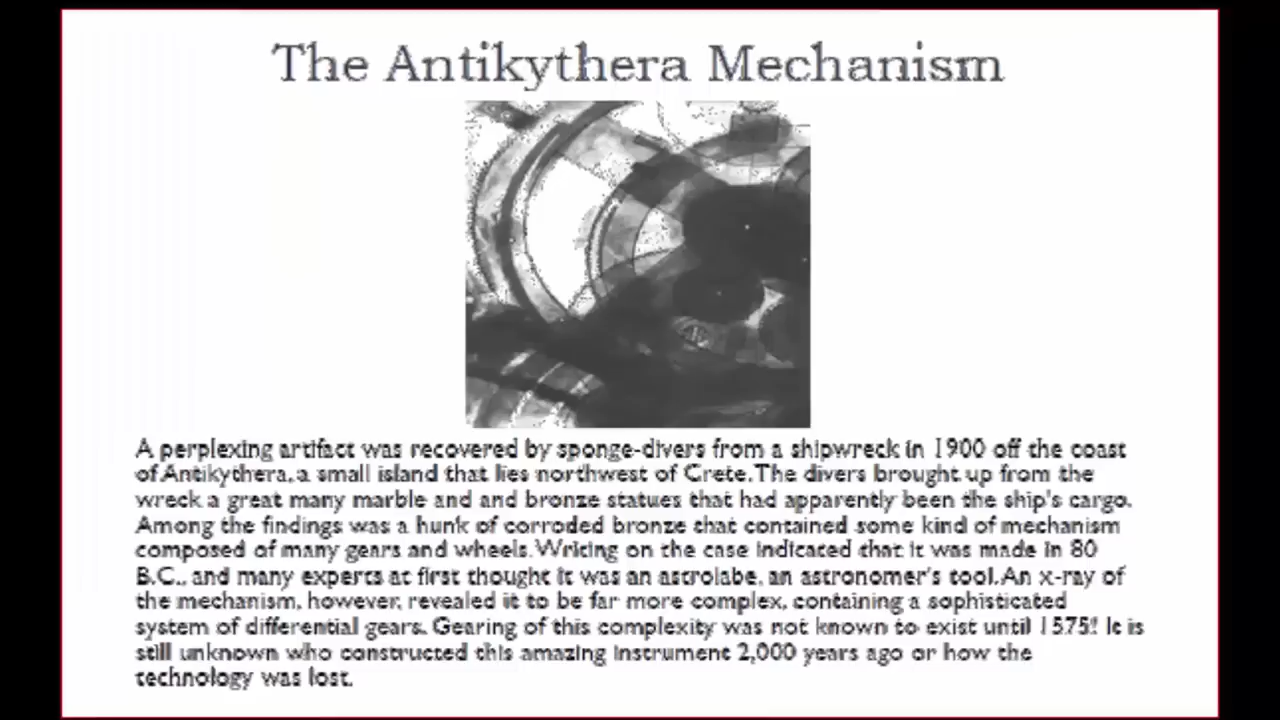 The Antikythera Mechanism
A perplexing artifact was recovered by sponge-divers from a shipwreck in 1900 off the coast
of Antikythera, a small island that lies northwest of Crete. The divers brought up from the
wreck a great many marble and and bronze statues that had apparently been the ship's cargo.
Among the findings was a hunk of corroded bronze that contained some kind of mechanism
composed of many gears and wheels. Writing on the case indicated that it was made in 80
B.C., and many experts at first thought it was an astrolabe, an astronomer's tool. An x-ray of
the mechanism, however, revealed it to be far more complex, containing a sophisticated
system of differential gears. Gearing of this complexity was not known to exist until 1575! It is
still unknown who constructed this amazing instrument 2,000 years ago or how the
technology was lost.